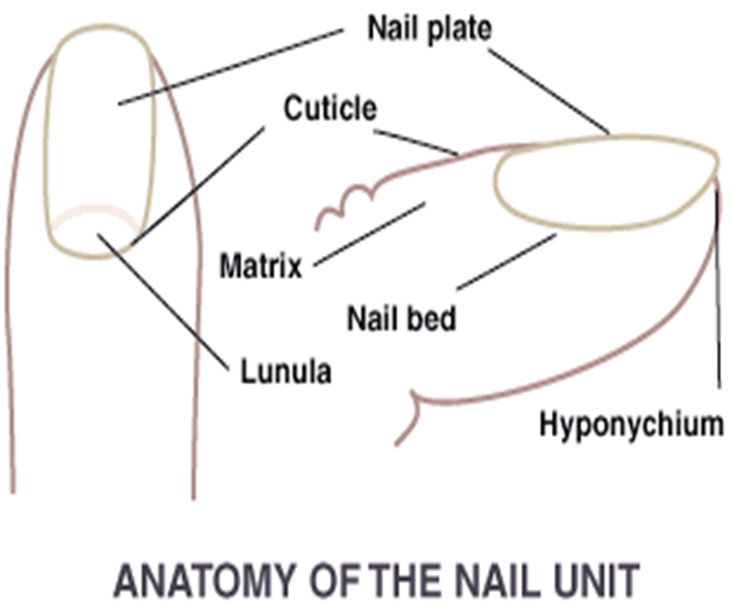 Nail plate
Cuticle
Matrix
Nail bed
Lunula
Hyponychium
ANATOMY OF THE NAIL UNIT